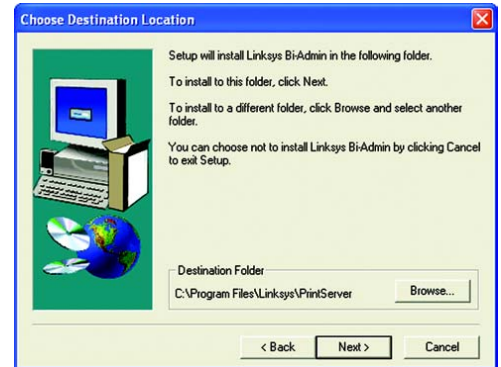 Choose Destination Location
Setup will install Linksys Bi-Admin in the following folder.
To install to this folder, click Next.
To install to a different folder, click Browse and select another
folder.
You can choose not to install Linksys Bi-Admin by clicking Cancel
to exit Setup.
Destination Folder
C:\Program Files\Linksys\PrintServer
Browse...
< Back
Next >
Cancel